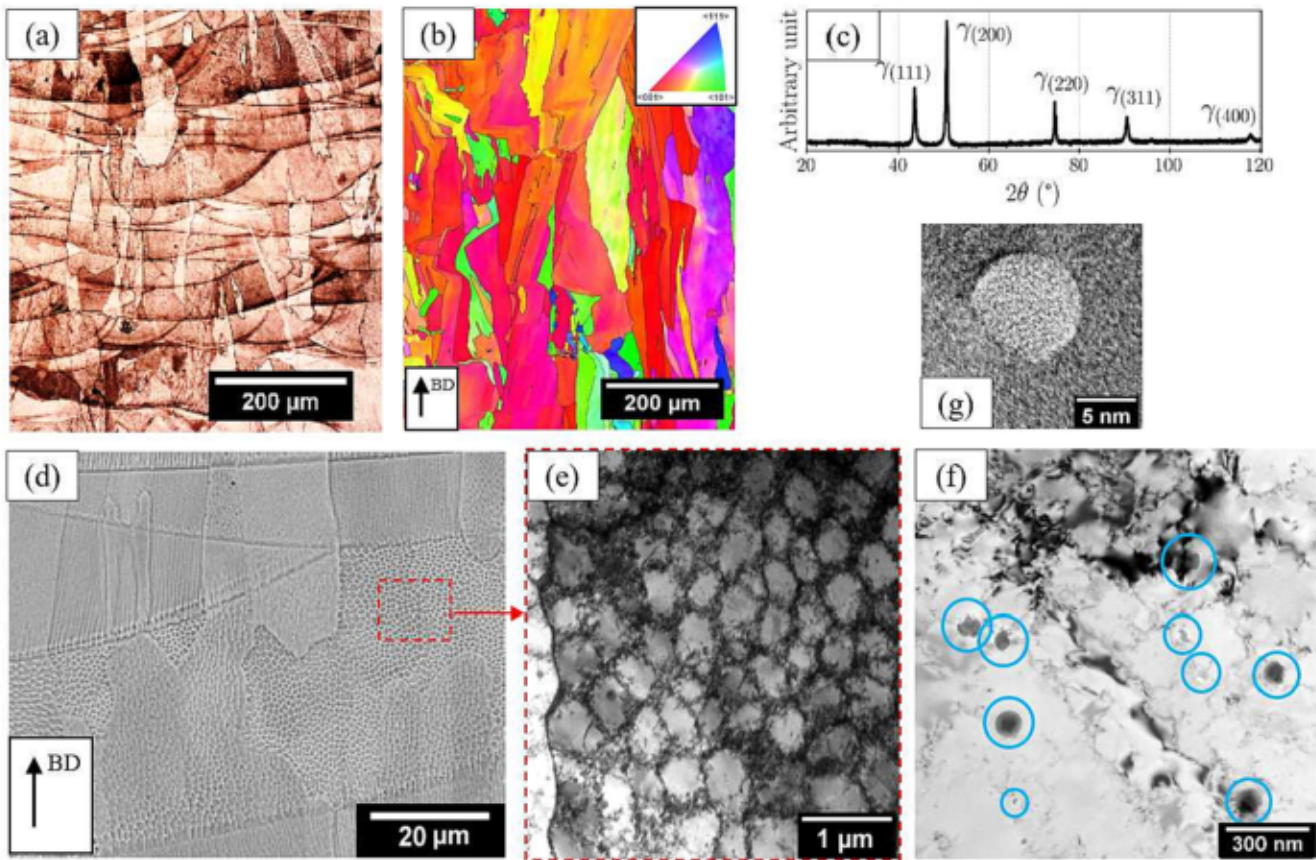 (a)
200 μm
(b)
<111>
<001>
<101>
BD
200 μm
(c)
Arbitrary unit
γ(111)
γ(200)
γ(220)
γ(311)
γ(400)
20
40
60
80
100
120
2θ (°)
(g)
5 nm
(d)
BD
20 μm
(e)
1 μm
(f)
300 nm